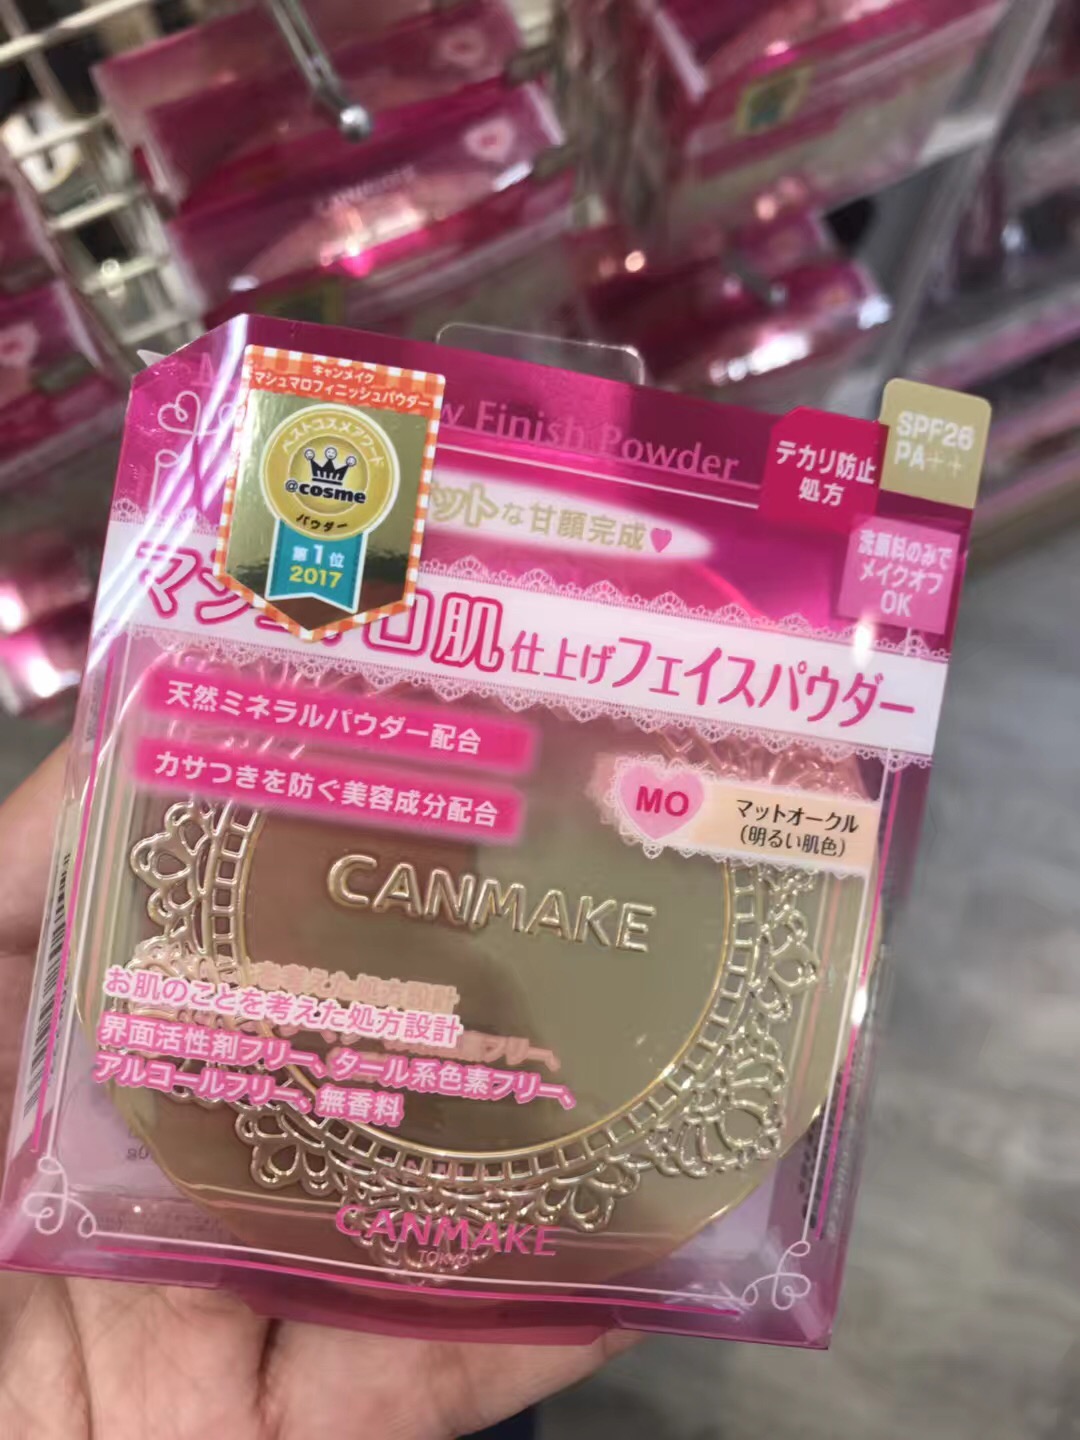 キャンメイク
マシュマロフィニッシュパウダー
ベストコスメアワード
@cosme
パウダー
第1位
2017
Finish Powder
テカリ防止
処方
SPF26
PA++
な甘顔完成♥
洗顔料のみで
メイクオフ
OK
肌仕上げフェイスパウダー
天然ミネラルパウダー配合
カサつきを防ぐ美容成分配合
MO
マットオークル
(明るい肌色)
CANMAKE
お肌のことを考えた処方設計
界面活性剤フリー、タール系色素フリー、
アルコールフリー、無香料
CANMAKE
TOKYO